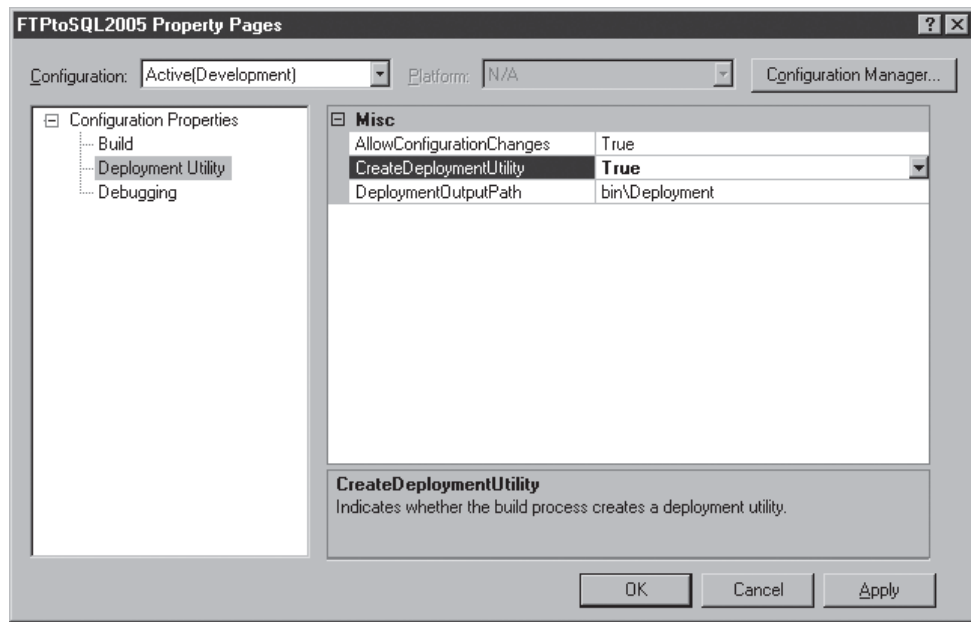 FTPtoSQL2005 Property Pages
Configuration: Active(Development) Platform: N/A Configuration Manager...
Configuration Properties
Build
Deployment Utility
Debugging
Misc
AllowConfigurationChanges True
CreateDeploymentUtility True
DeploymentOutputPath bin\Deployment
CreateDeploymentUtility
Indicates whether the build process creates a deployment utility.
OK Cancel Apply